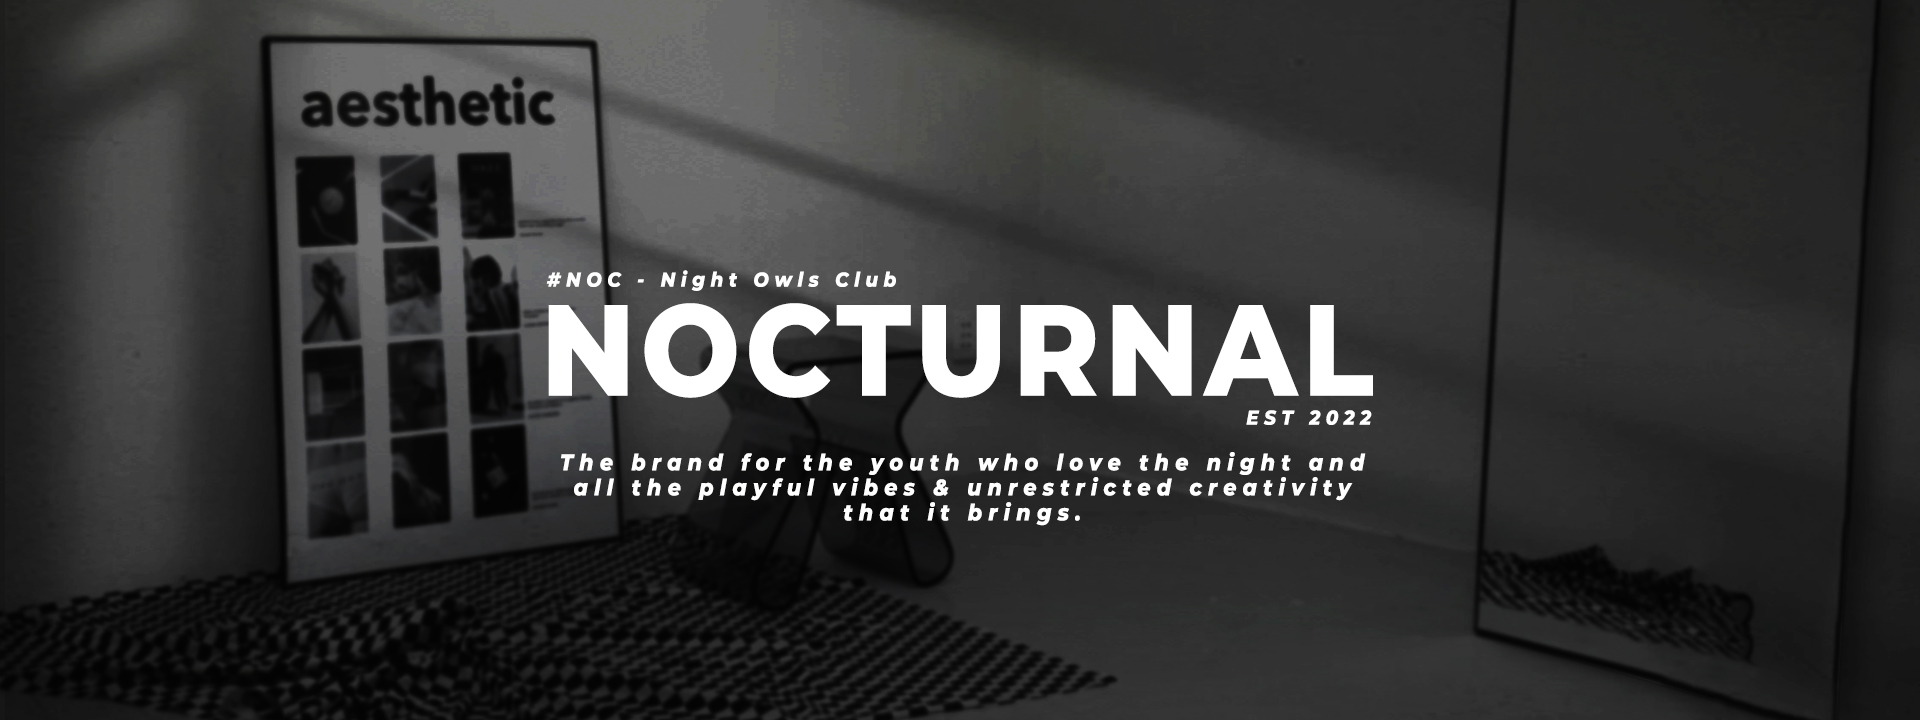 aesthetic
#NOC - Night Owls Club
NOCTURNAL
EST 2022
The brand for the youth who love the night and
all the playful vibes & unrestricted creativity
that it brings.